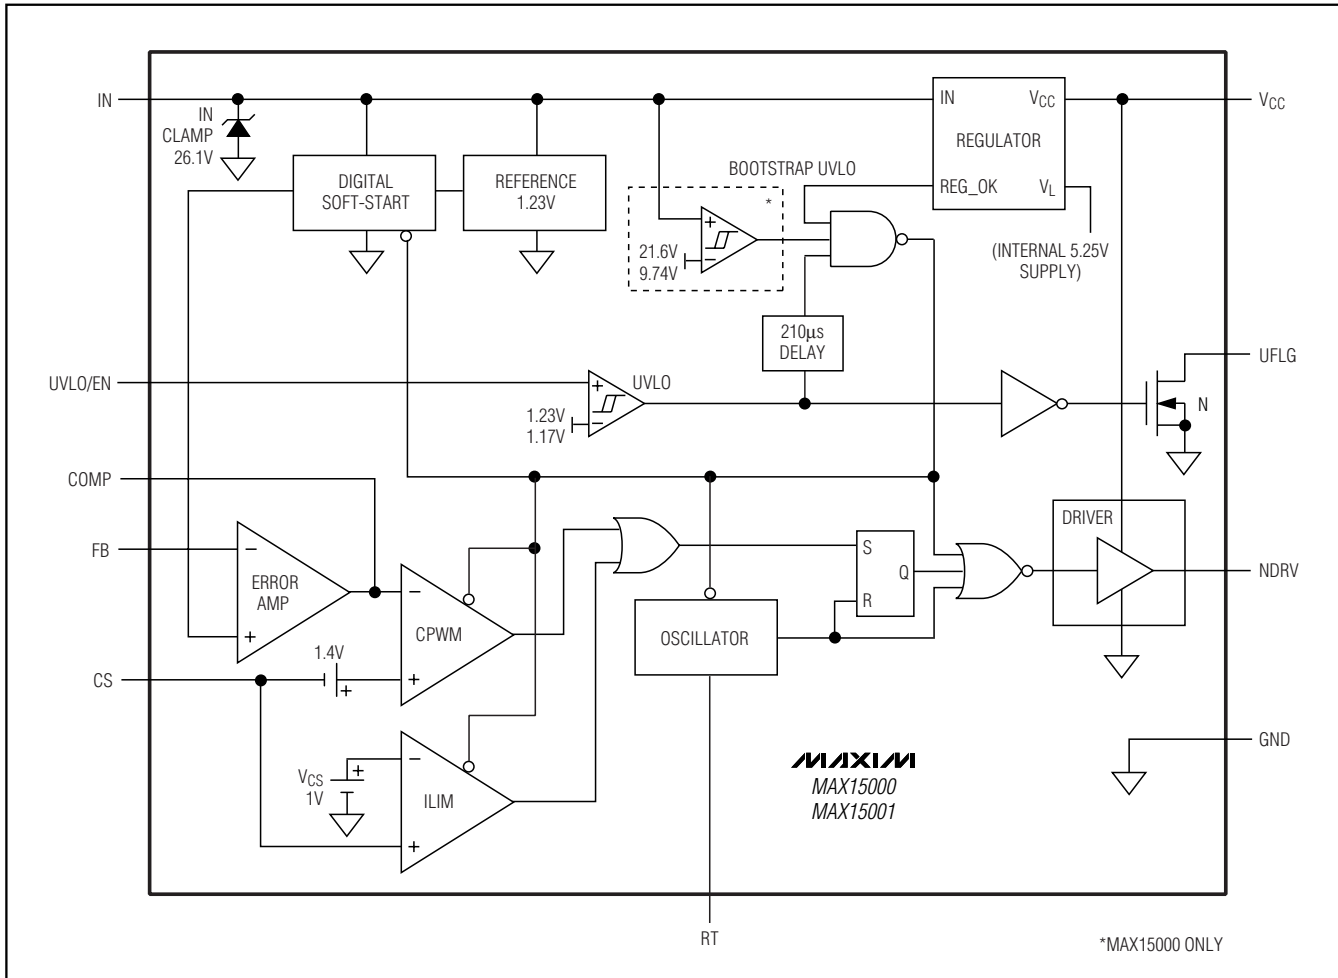 IN
IN
CLAMP
26.1V
DIGITAL
SOFT-START
REFERENCE
1.23V
BOOTSTRAP UVLO
*
+
21.6V
9.74V
−
IN
VCC
REGULATOR
REG_OK
VL
VCC
(INTERNAL 5.25V
SUPPLY)
210µs
DELAY
UFLG
UVLO/EN
+
UVLO
1.23V
1.17V
−
N
COMP
FB
−
ERROR
AMP
+
−
CPWM
+
1.4V
+
CS
S
Q
R
OSCILLATOR
DRIVER
NDRV
VCS
1V
+
−
ILIM
+
MAXIM
MAX15000
MAX15001
GND
RT
*MAX15000 ONLY